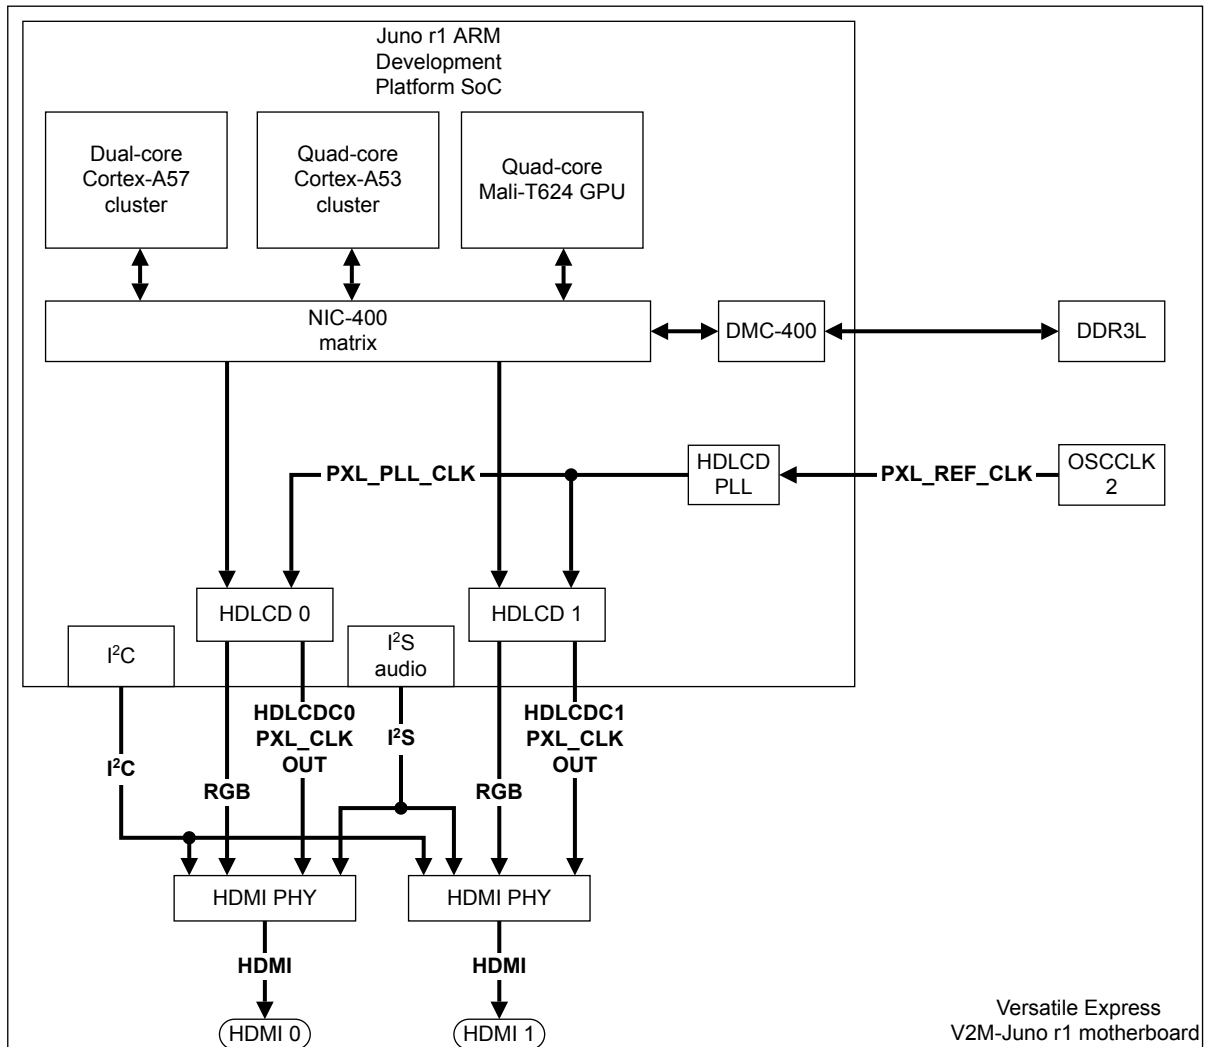 Juno r1 ARM
Development
Platform SoC
Dual-core
Cortex-A57
cluster
Quad-core
Cortex-A53
cluster
Quad-core
Mali-T624 GPU
NIC-400
matrix
DMC-400
DDR3L
PXL_PLL_CLK
HDLCD
PLL
PXL_REF_CLK
OSCCLK
2
HDLCD 0
HDLCD 1
I²C
I²S
audio
HDLCDC0
PXL_CLK
OUT
I²S
HDLCDC1
PXL_CLK
OUT
I²C
RGB
RGB
HDMI PHY
HDMI PHY
HDMI
HDMI
HDMI 0
HDMI 1
Versatile Express
V2M-Juno r1 motherboard